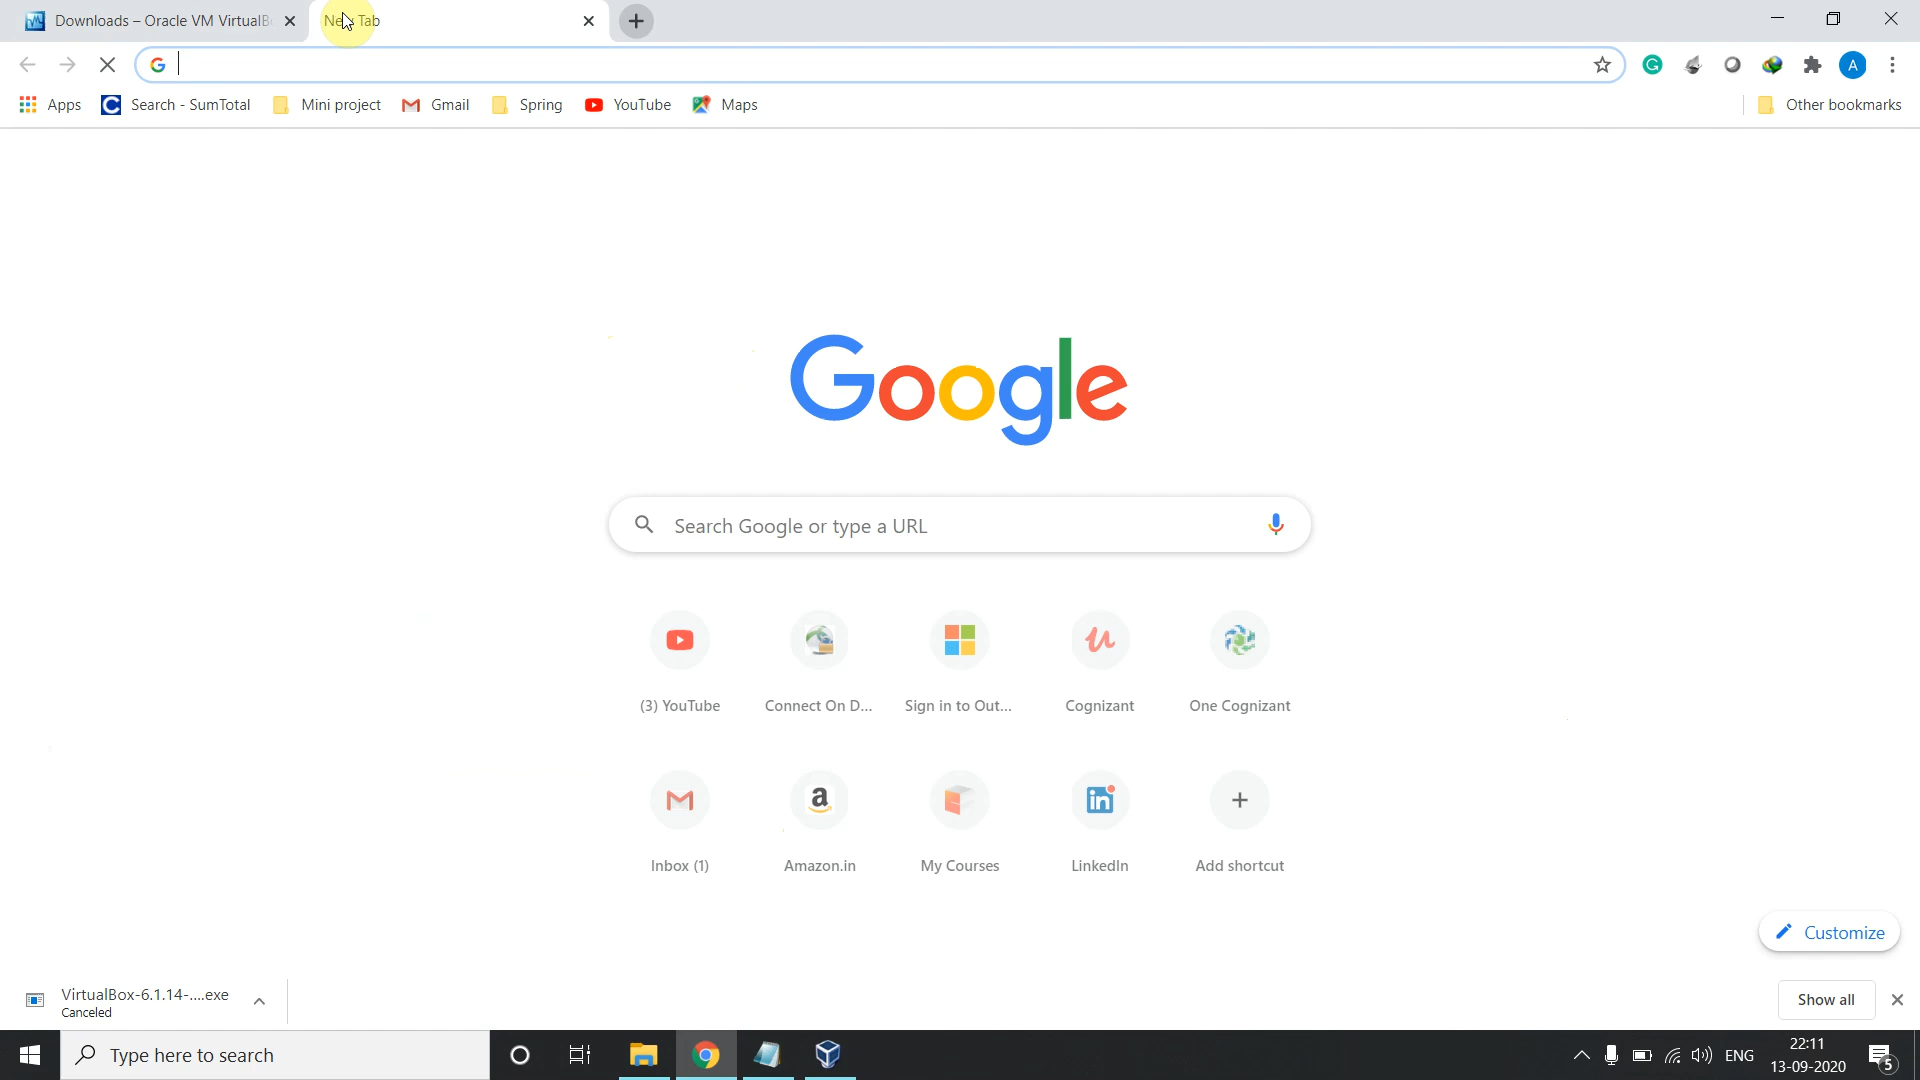 Downloads – Oracle VM VirtualB
New Tab
Apps
Search - SumTotal
Mini project
Gmail
Spring
YouTube
Maps
Other bookmarks
A
Google
Search Google or type a URL
(3) YouTube
Connect On D...
Sign in to Out...
Cognizant
One Cognizant
Inbox (1)
Amazon.in
My Courses
LinkedIn
Add shortcut
Customize
VirtualBox-6.1.14-....exe
Canceled
Show all
Type here to search
ENG
22:11
13-09-2020
5